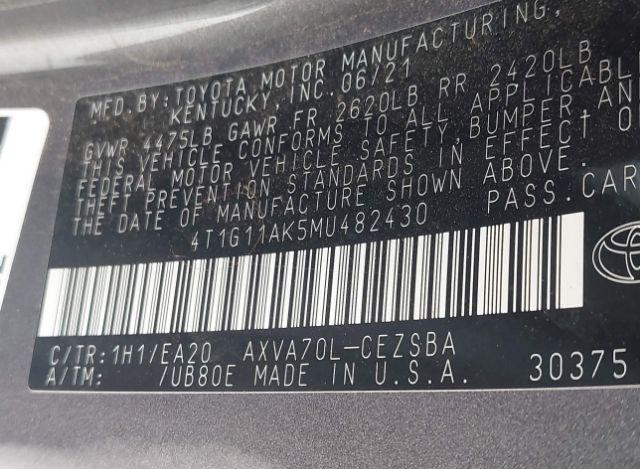 MFD. BY: TOYOTA MOTOR MANUFACTURING,
KENTUCKY, INC. 06/21
GVWR 4475LB GAWR FR 2620LB RR 2420LB
THIS VEHICLE CONFORMS TO ALL APPLICABL
FEDERAL MOTOR VEHICLE SAFETY, BUMPER, AN
THEFT PREVENTION STANDARDS IN EFFECT O
THE DATE OF MANUFACTURE SHOWN ABOVE.
4T1G11AK5MU482430 PASS. CAR
C/TR: 1H1/EA20 AXVA70L-CEZSBA
A/TM: /UB80E MADE IN U.S.A. 30375